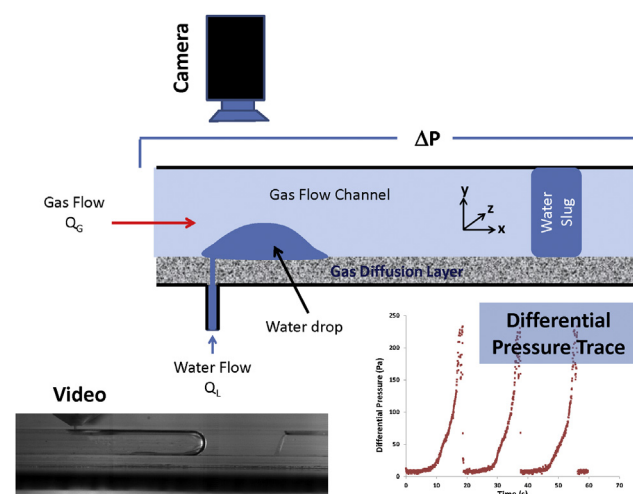 Camera
ΔP
Gas Flow
Q_G
Gas Flow Channel
y
z
x
Water
Slug
Gas Diffusion Layer
Water drop
Water Flow
Q_L
Video
Differential
Pressure Trace
Differential Pressure (Pa)
250
200
150
100
50
0
0 10 20 30 40 50 60 70
Time (s)